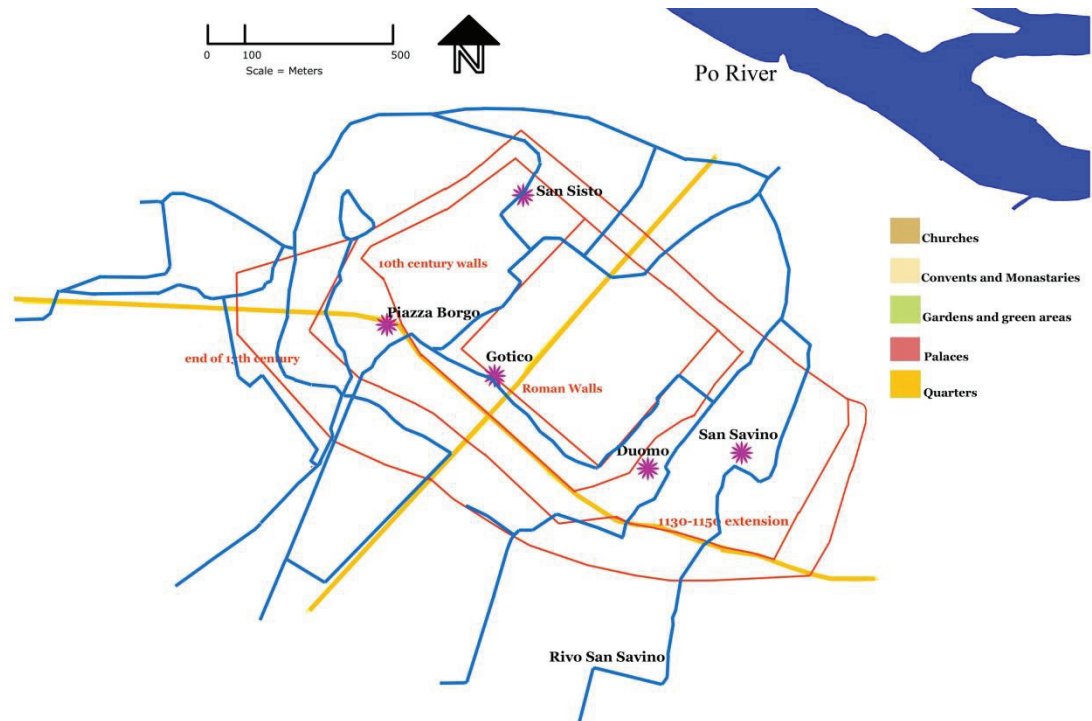 0 100 500
Scale = Meters
N
Po River
San Sisto
10th century walls
Piazza Borgo
end of 13th century
Gotico
Roman Walls
San Savino
Duomo
1130-1150 extension
Rivo San Savino
Churches
Convents and Monastaries
Gardens and green areas
Palaces
Quarters